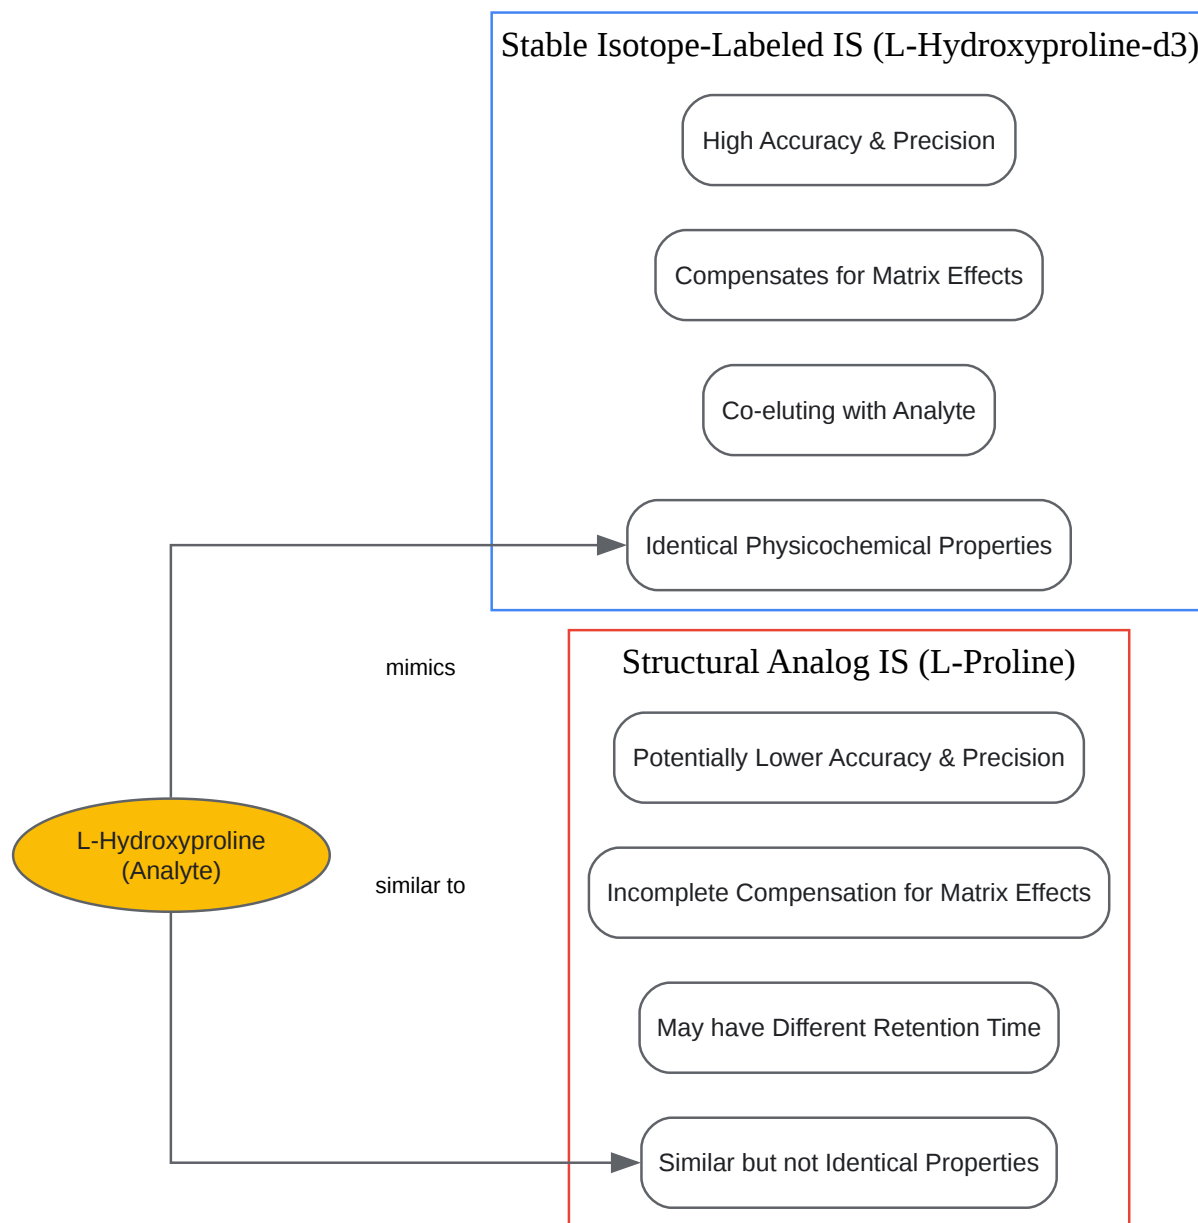 Stable Isotope-Labeled IS (L-Hydroxyproline-d3)
High Accuracy & Precision
Compensates for Matrix Effects
Co-eluting with Analyte
Identical Physicochemical Properties
mimics
Structural Analog IS (L-Proline)
Potentially Lower Accuracy & Precision
L-Hydroxyproline
(Analyte)
similar to
Incomplete Compensation for Matrix Effects
May have Different Retention Time
Similar but not Identical Properties